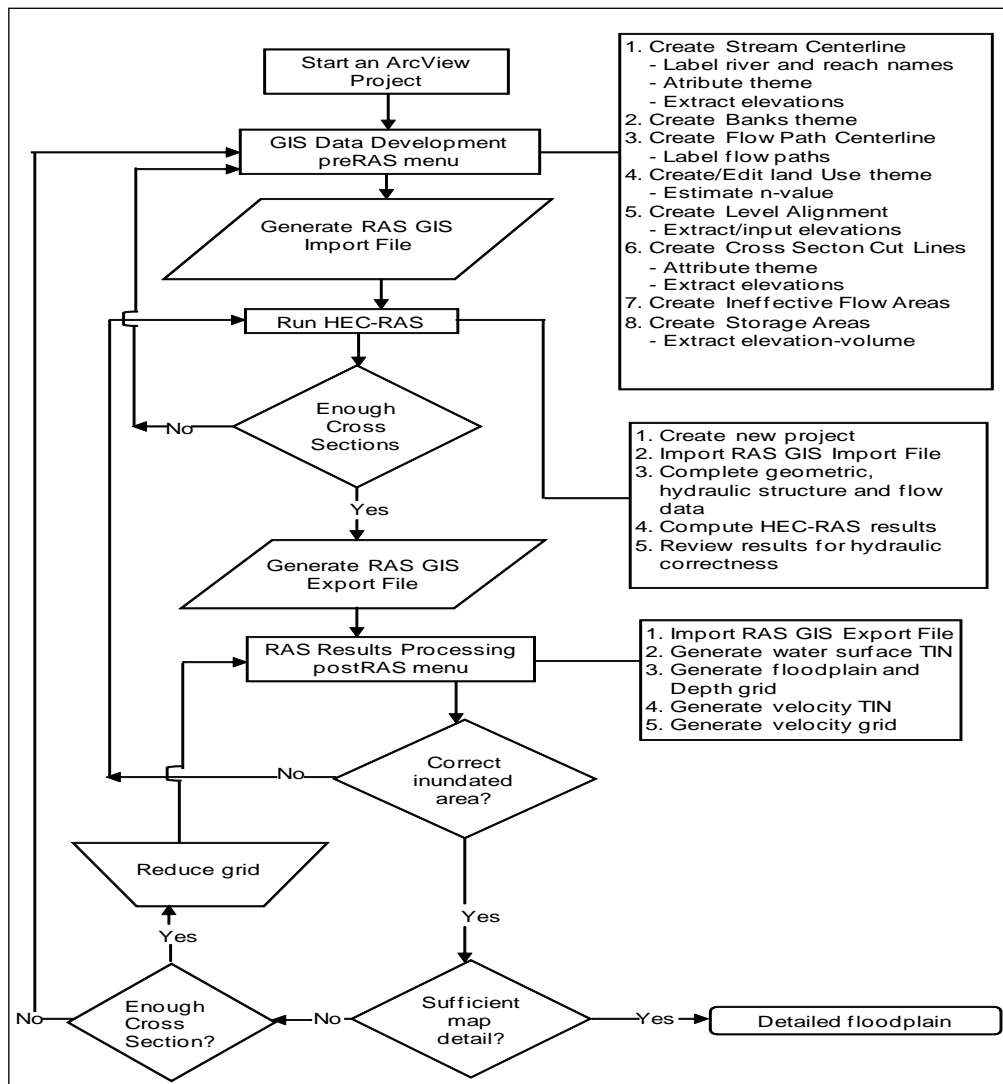 Start an ArcView
Project
GIS Data Development
preRAS menu
1. Create Stream Centerline
- Label river and reach names
- Atribute theme
- Extract elevations
2. Create Banks theme
3. Create Flow Path Centerline
- Label flow paths
4. Create/Edit land Use theme
- Estimate n-value
5. Create Level Alignment
- Extract/input elevations
6. Create Cross Secton Cut Lines
- Attribute theme
- Extract elevations
7. Create Ineffective Flow Areas
8. Create Storage Areas
- Extract elevation-volume
Generate RAS GIS
Import File
Run HEC-RAS
Enough
Cross
Sections
No
Yes
1. Create new project
2. Import RAS GIS Import File
3. Complete geometric,
hydraulic structure and flow
data
4. Compute HEC-RAS results
5. Review results for hydraulic
correctness
Generate RAS GIS
Export File
RAS Results Processing
postRAS menu
1. Import RAS GIS Export File
2. Generate water surface TIN
3. Generate floodplain and
Depth grid
4. Generate velocity TIN
5. Generate velocity grid
Correct
inundated
area?
No
Reduce grid
Yes
Yes
Sufficient
map
detail?
No
Yes
Detailed floodplain
Enough
Cross
Section?
No